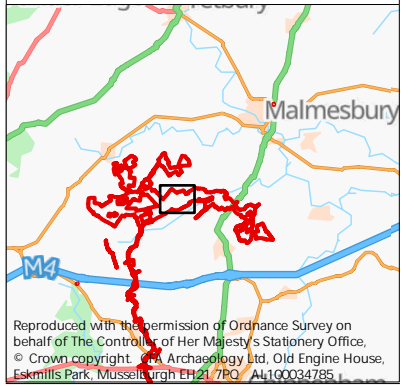 Tetbury
Malmesbury
M4
Reproduced with the permission of Ordnance Survey on
behalf of The Controller of Her Majesty's Stationery Office,
© Crown copyright. CFA Archaeology Ltd, Old Engine House,
Eskmills Park, Musselburgh EH21 7PQ AL100034785